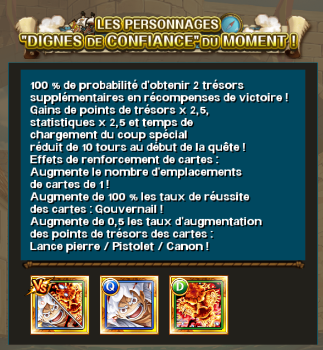 LES PERSONNAGES
"DIGNES DE CONFIANCE" DU MOMENT !
100 % de probabilité d'obtenir 2 trésors
supplémentaires en récompenses de victoire !
Gains de points de trésors x 2,5,
statistiques x 2,5 et temps de
chargement du coup spécial
réduit de 10 tours au début de la quête !
Effets de renforcement de cartes :
Augmente le nombre d'emplacements
de cartes de 1 !
Augmente de 100 % les taux de réussite
des cartes : Gouvernail !
Augmente de 0,5 les taux d'augmentation
des points de trésors des cartes :
Lance pierre / Pistolet / Canon !
VS
Q
D